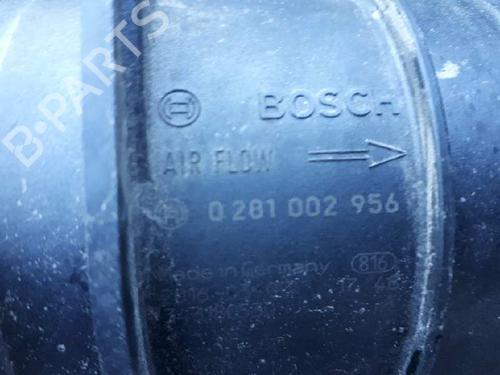 B-PARTS
BOSCH
AIR FLOW
0 281 002 956
Made in Germany 816